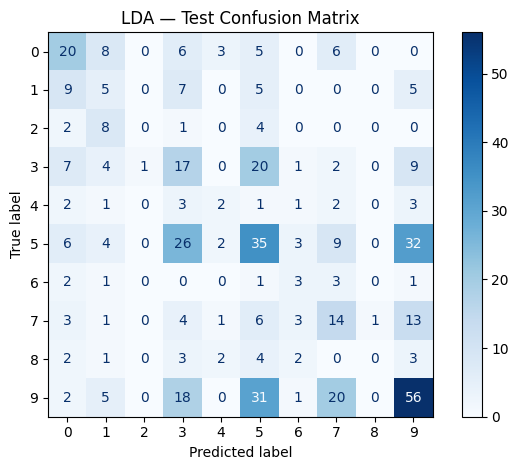 LDA — Test Confusion Matrix
0 20 8 0 6 3 5 0 6 0 0
1 9 5 0 7 0 5 0 0 0 5
2 2 8 0 1 0 4 0 0 0 0
3 7 4 1 17 0 20 1 2 0 9
4 2 1 0 3 2 1 1 2 0 3
5 6 4 0 26 2 35 3 9 0 32
6 2 1 0 0 0 1 3 3 0 1
7 3 1 0 4 1 6 3 14 1 13
8 2 1 0 3 2 4 2 0 0 3
9 2 5 0 18 0 31 1 20 0 56
0 1 2 3 4 5 6 7 8 9
Predicted label
True label
50
40
30
20
10
0